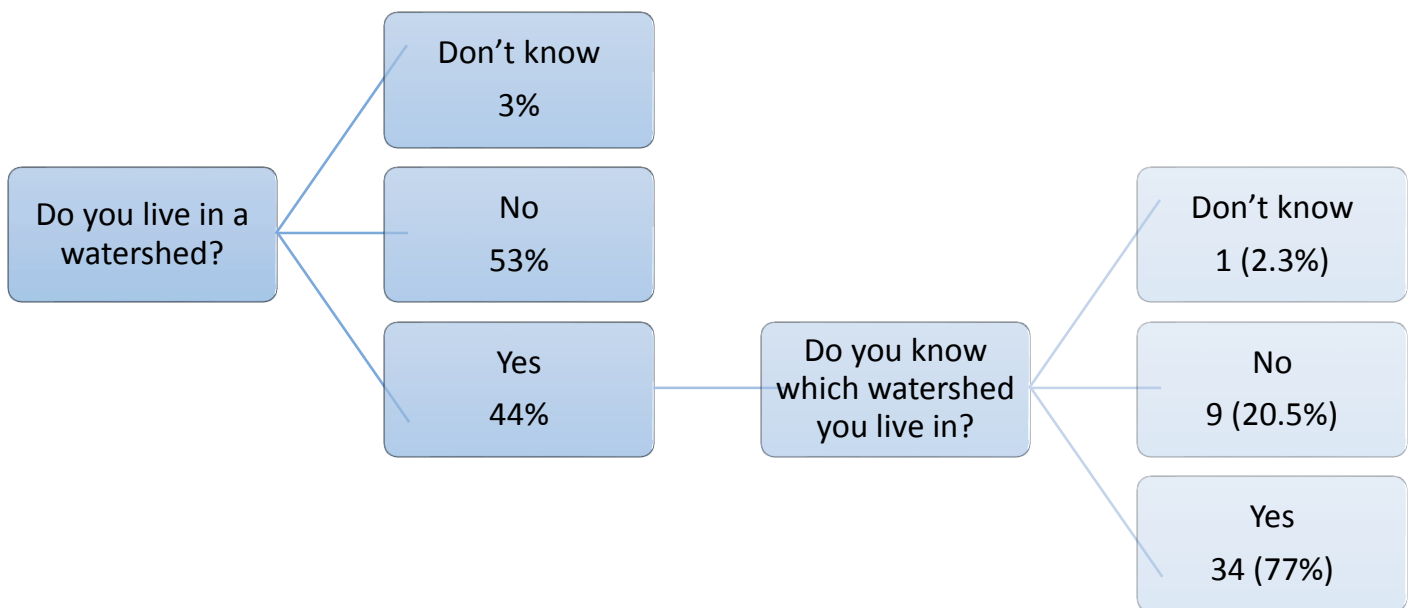 Do you live in a
watershed?
Don’t know
3%
No
53%
Yes
44%
Do you know
which watershed
you live in?
Don’t know
1 (2.3%)
No
9 (20.5%)
Yes
34 (77%)